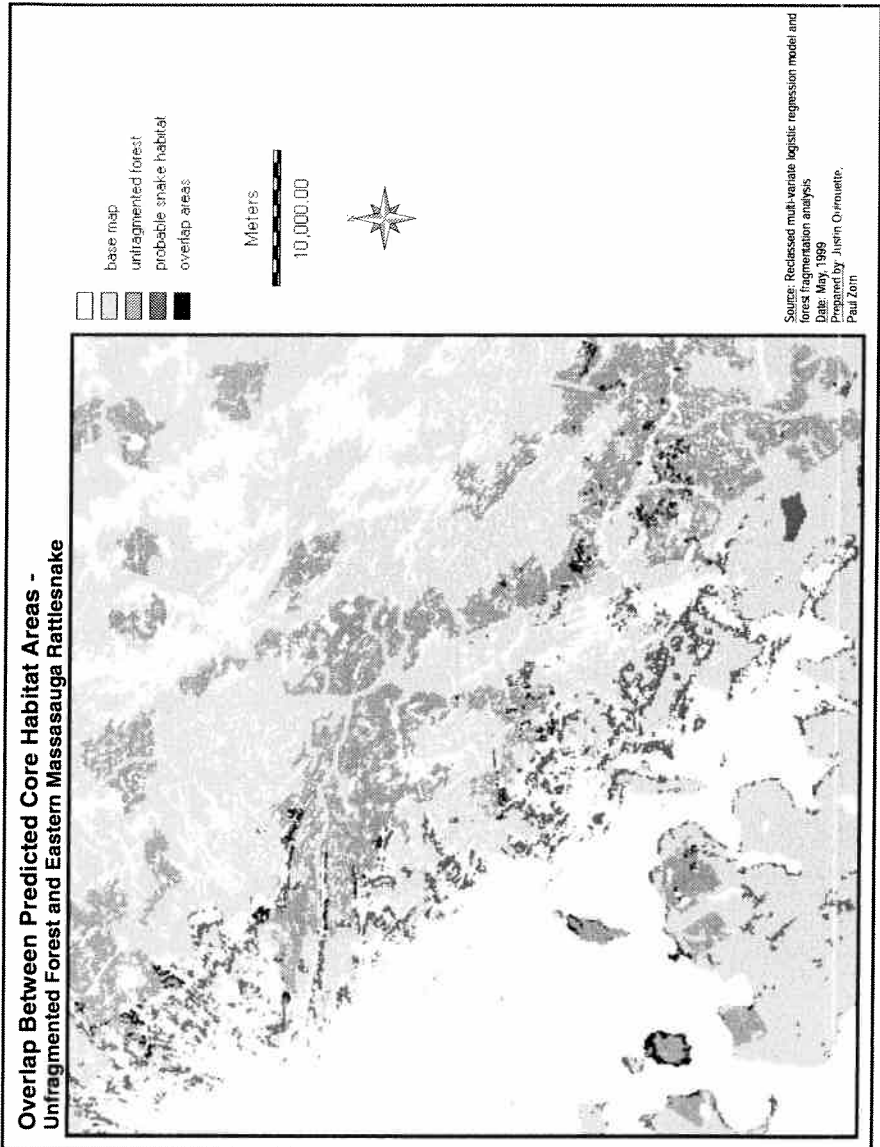 Overlap Between Predicted Core Habitat Areas -
Unfragmented Forest and Eastern Massasauga Rattlesnake
base map
unfragmented forest
probable snake habitat
overlap areas
Meters
10,000.00
Source: Reclassed multi-variate logistic regression model and
forest fragmentation analysis
Date: May, 1999
Prepared by: Justin Quirouette,
Paul Zorn